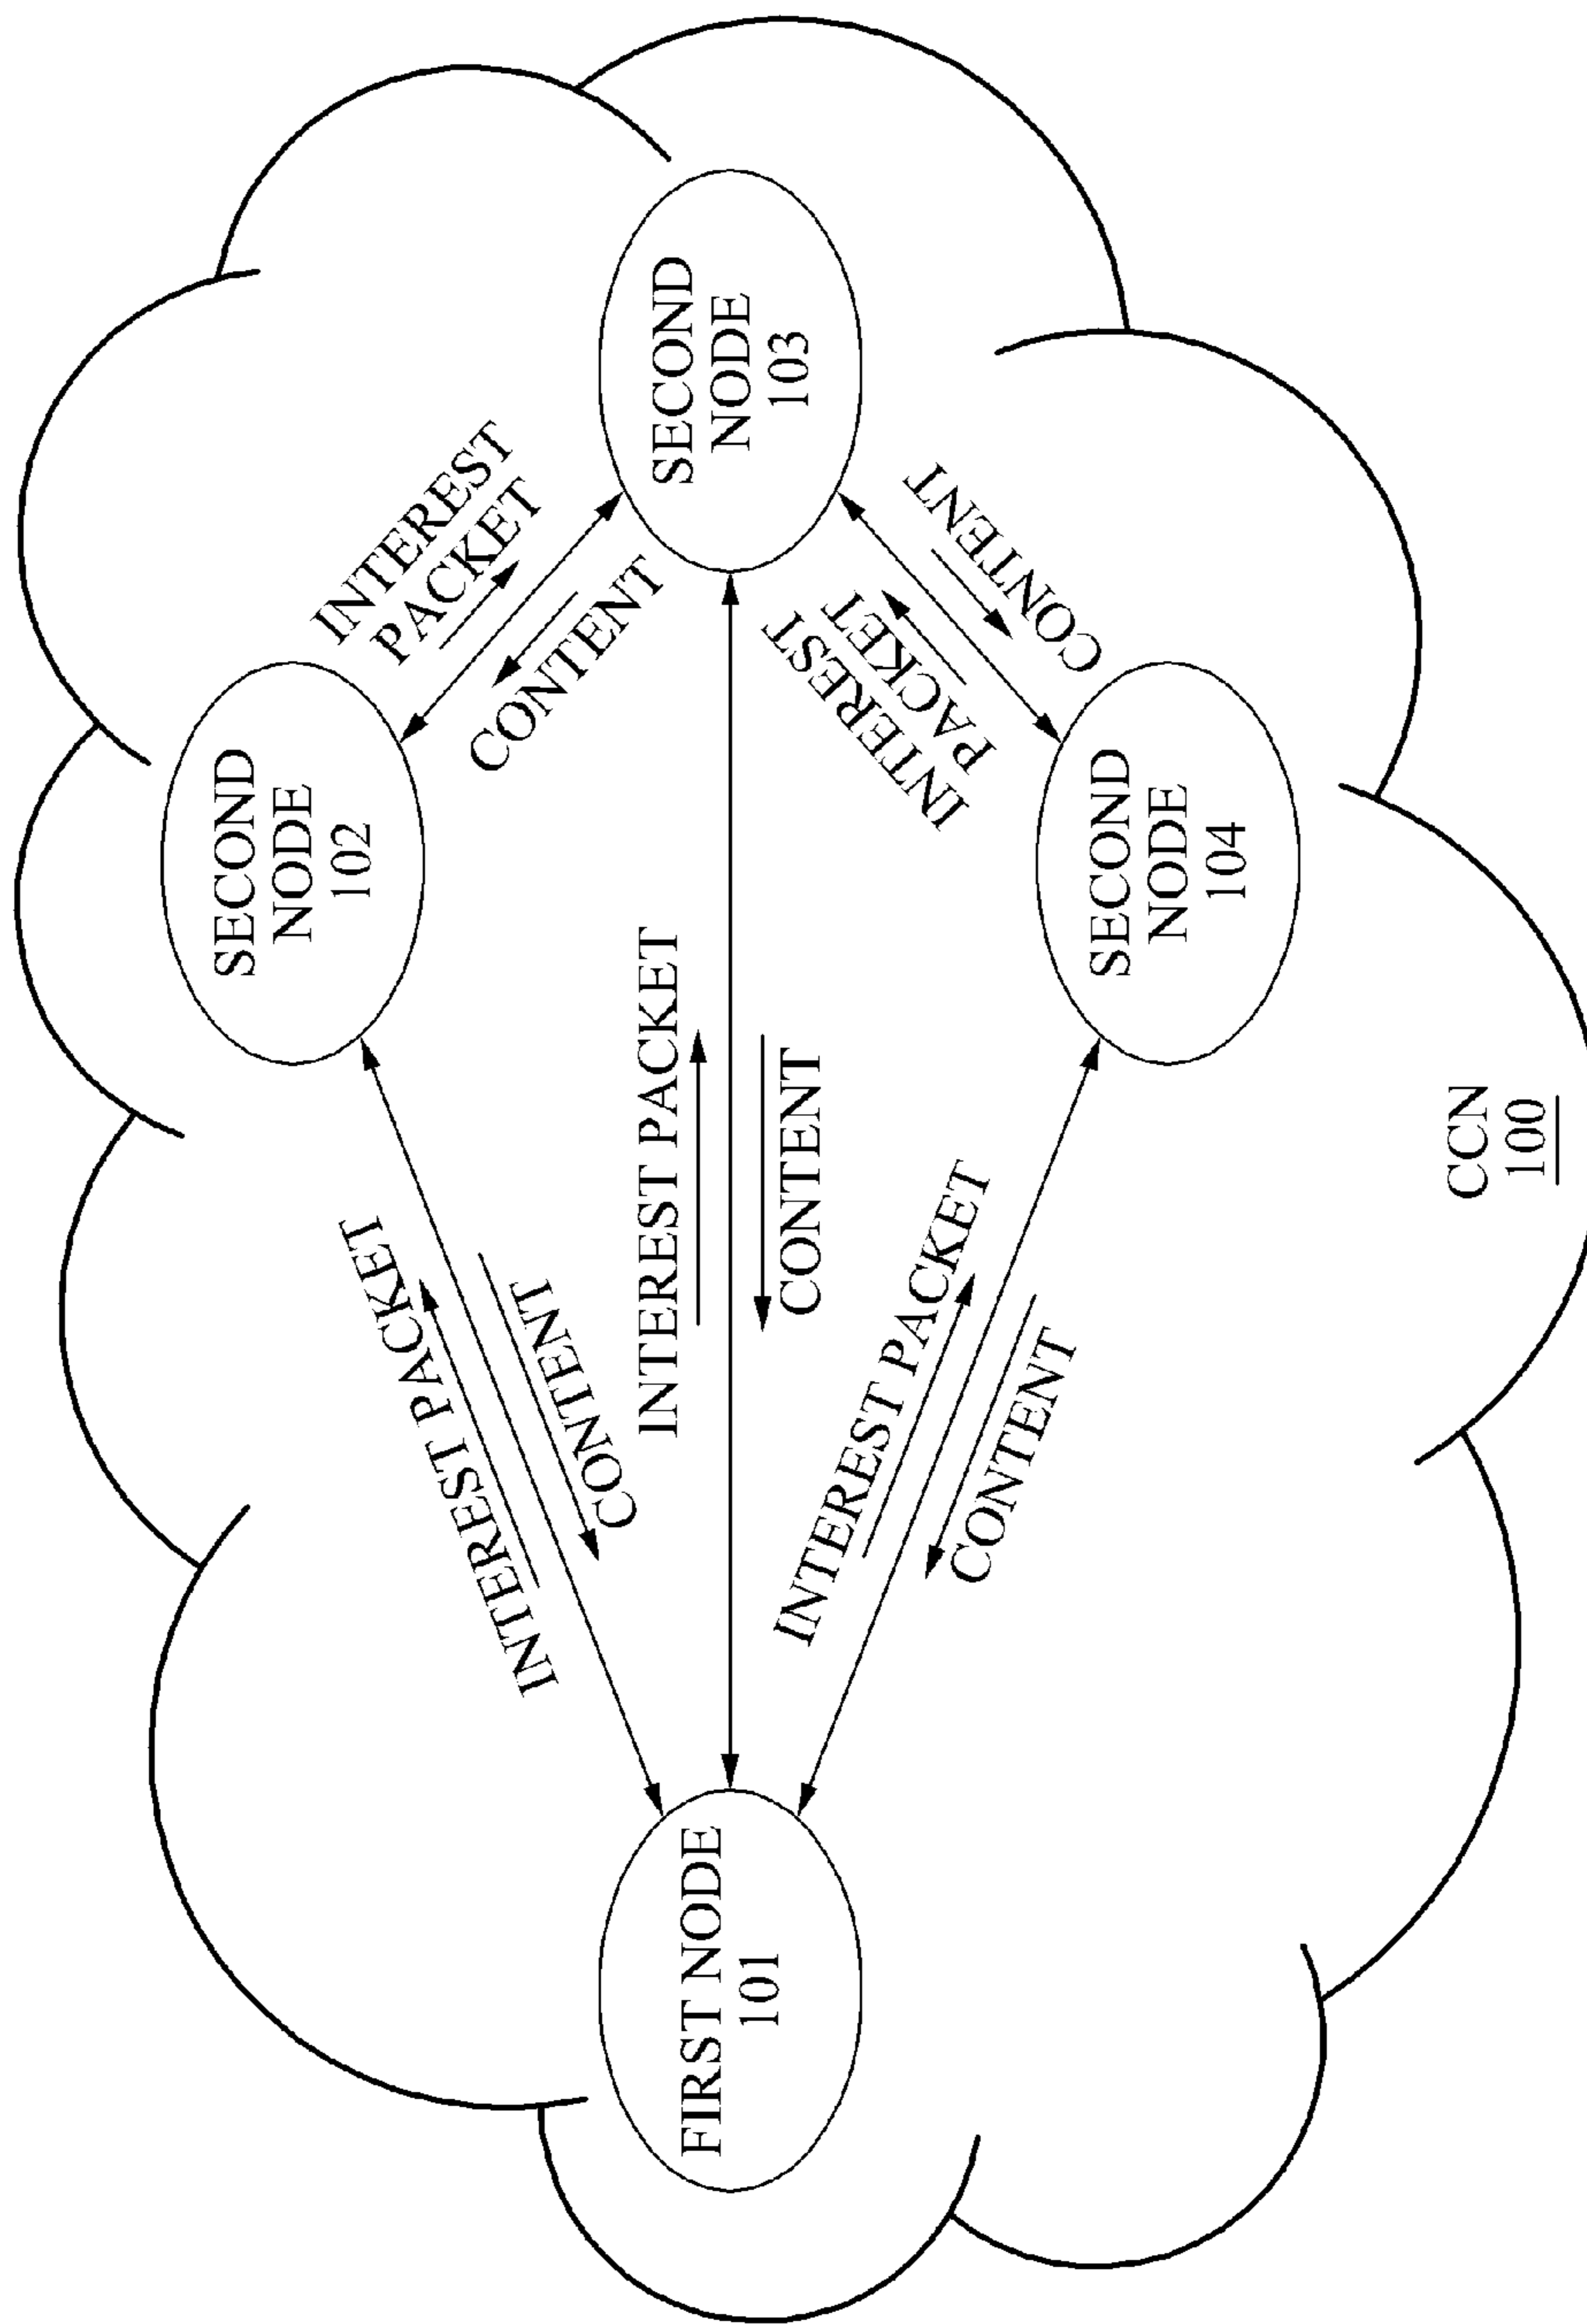 SECOND
NODE
102
INTEREST
PACKET
CONTENT
INTEREST PACKET
CONTENT
FIRST NODE
101
INTEREST PACKET
CONTENT
SECOND
NODE
103
INTEREST PACKET
CONTENT
INTEREST
PACKET
CONTENT
SECOND
NODE
104
CCN
100